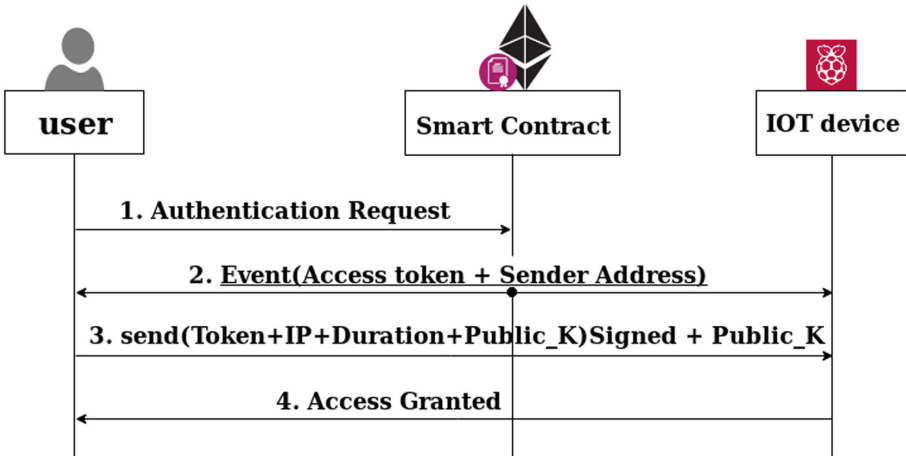 user
Smart Contract
IOT device
1. Authentication Request
2. Event(Access token + Sender Address)
3. send(Token+IP+Duration+Public_K)Signed + Public_K
4. Access Granted